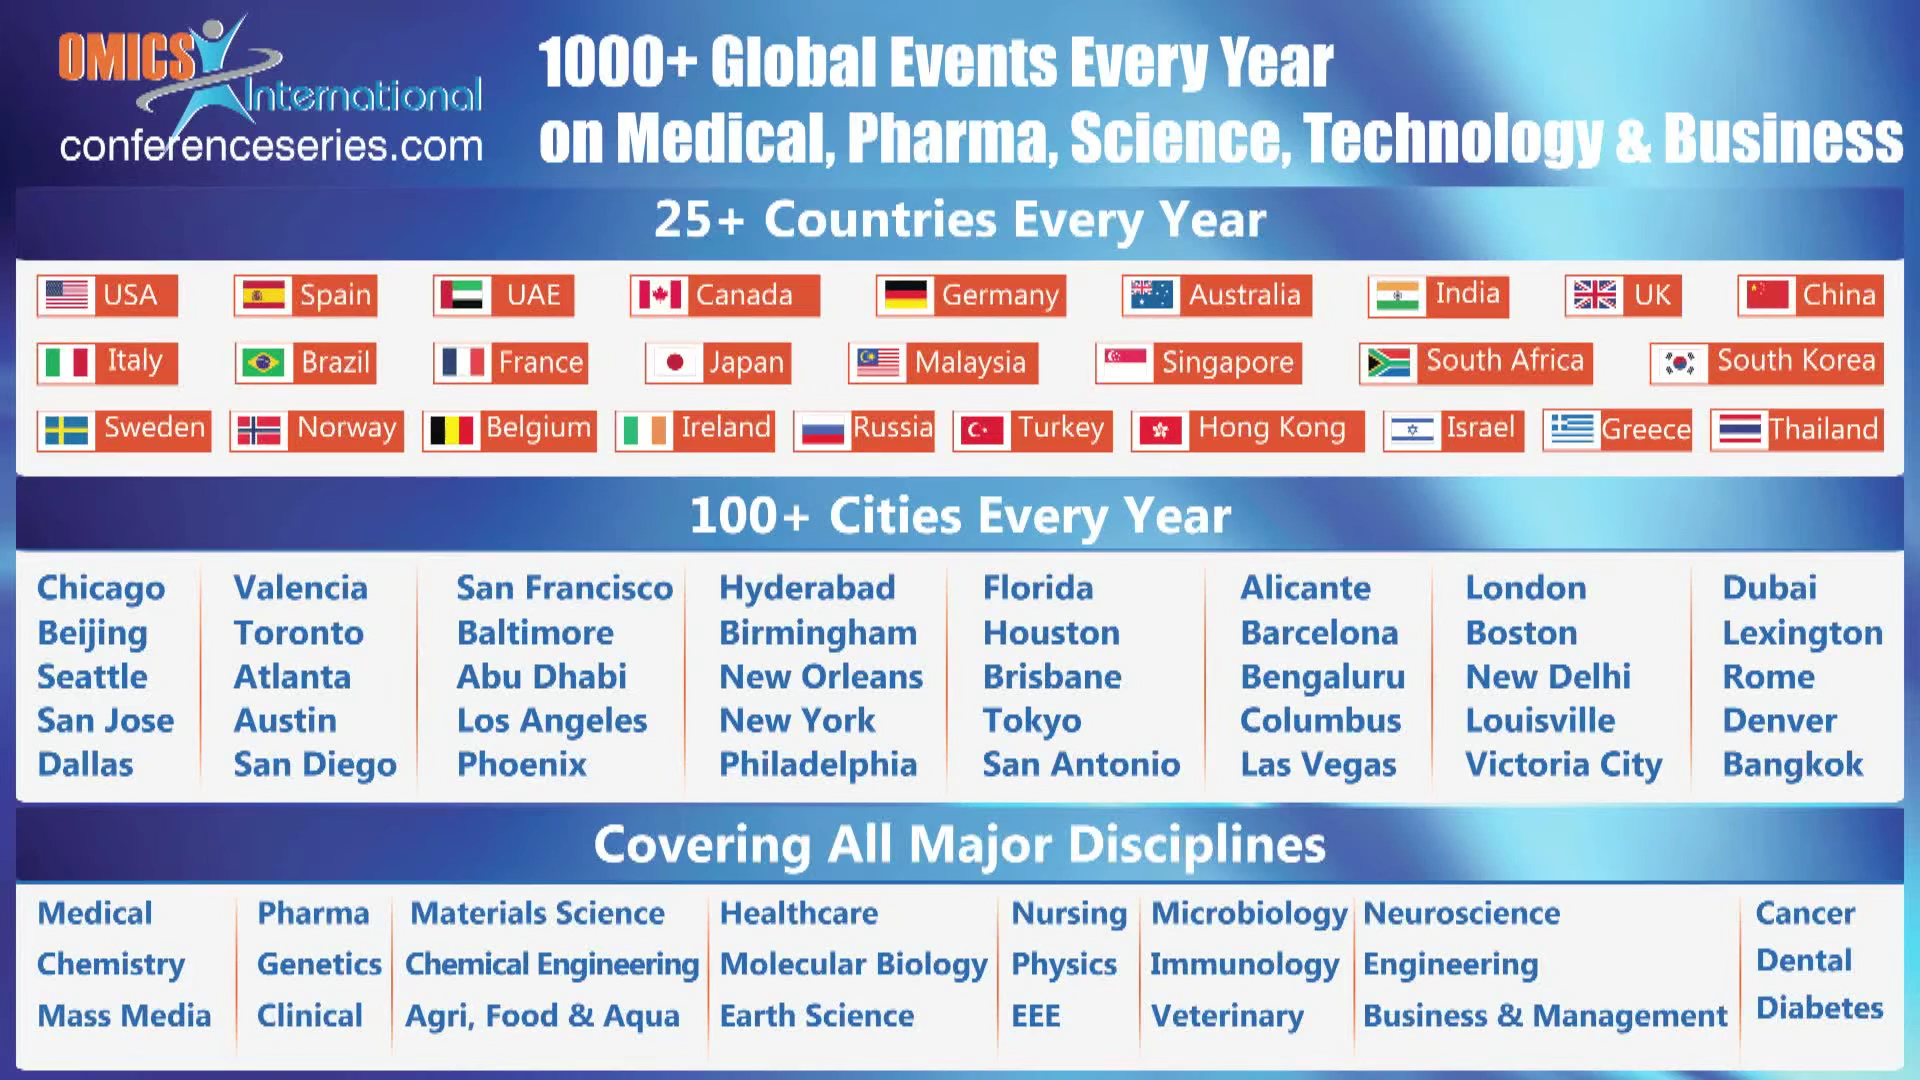 OMICS International
conferenceseries.com
1000+ Global Events Every Year
on Medical, Pharma, Science, Technology & Business
25+ Countries Every Year
USA Spain UAE Canada Germany Australia India UK China
Italy Brazil France Japan Malaysia Singapore South Africa South Korea
Sweden Norway Belgium Ireland Russia Turkey Hong Kong Israel Greece Thailand
100+ Cities Every Year
Chicago Valencia San Francisco Hyderabad Florida Alicante London Dubai
Beijing Toronto Baltimore Birmingham Houston Barcelona Boston Lexington
Seattle Atlanta Abu Dhabi New Orleans Brisbane Bengaluru New Delhi Rome
San Jose Austin Los Angeles New York Tokyo Columbus Louisville Denver
Dallas San Diego Phoenix Philadelphia San Antonio Las Vegas Victoria City Bangkok
Covering All Major Disciplines
Medical Pharma Materials Science Healthcare Nursing Microbiology Neuroscience Cancer
Chemistry Genetics Chemical Engineering Molecular Biology Physics Immunology Engineering Dental
Mass Media Clinical Agri, Food & Aqua Earth Science EEE Veterinary Business & Management Diabetes